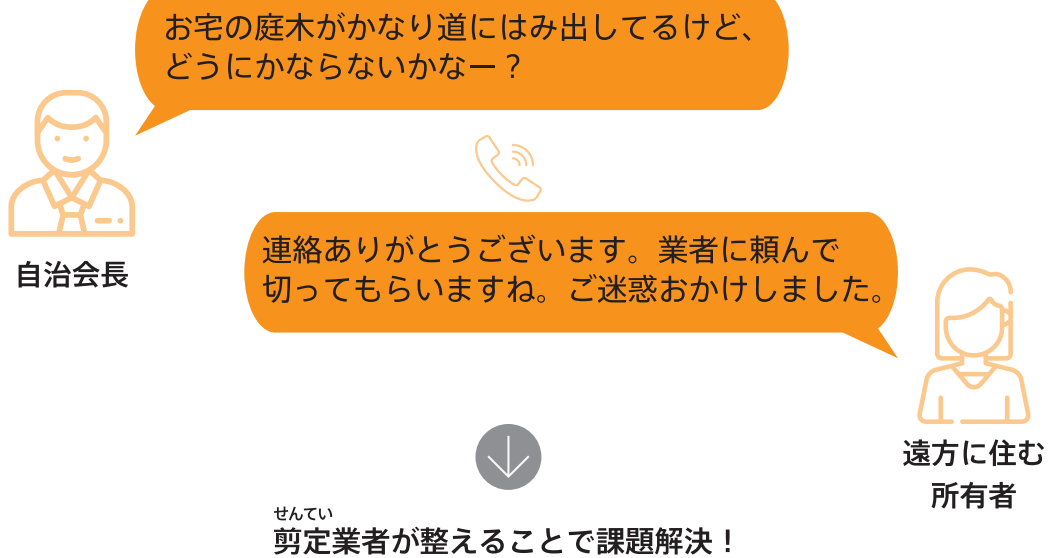 お宅の庭木がかなり道にはみ出してるけど、
どうにかならないかなー？
自治会長
連絡ありがとうございます。業者に頼んで
切ってもらいますね。ご迷惑おかけしました。
遠方に住む
所有者
せんてい
剪定業者が整えることで課題解決！